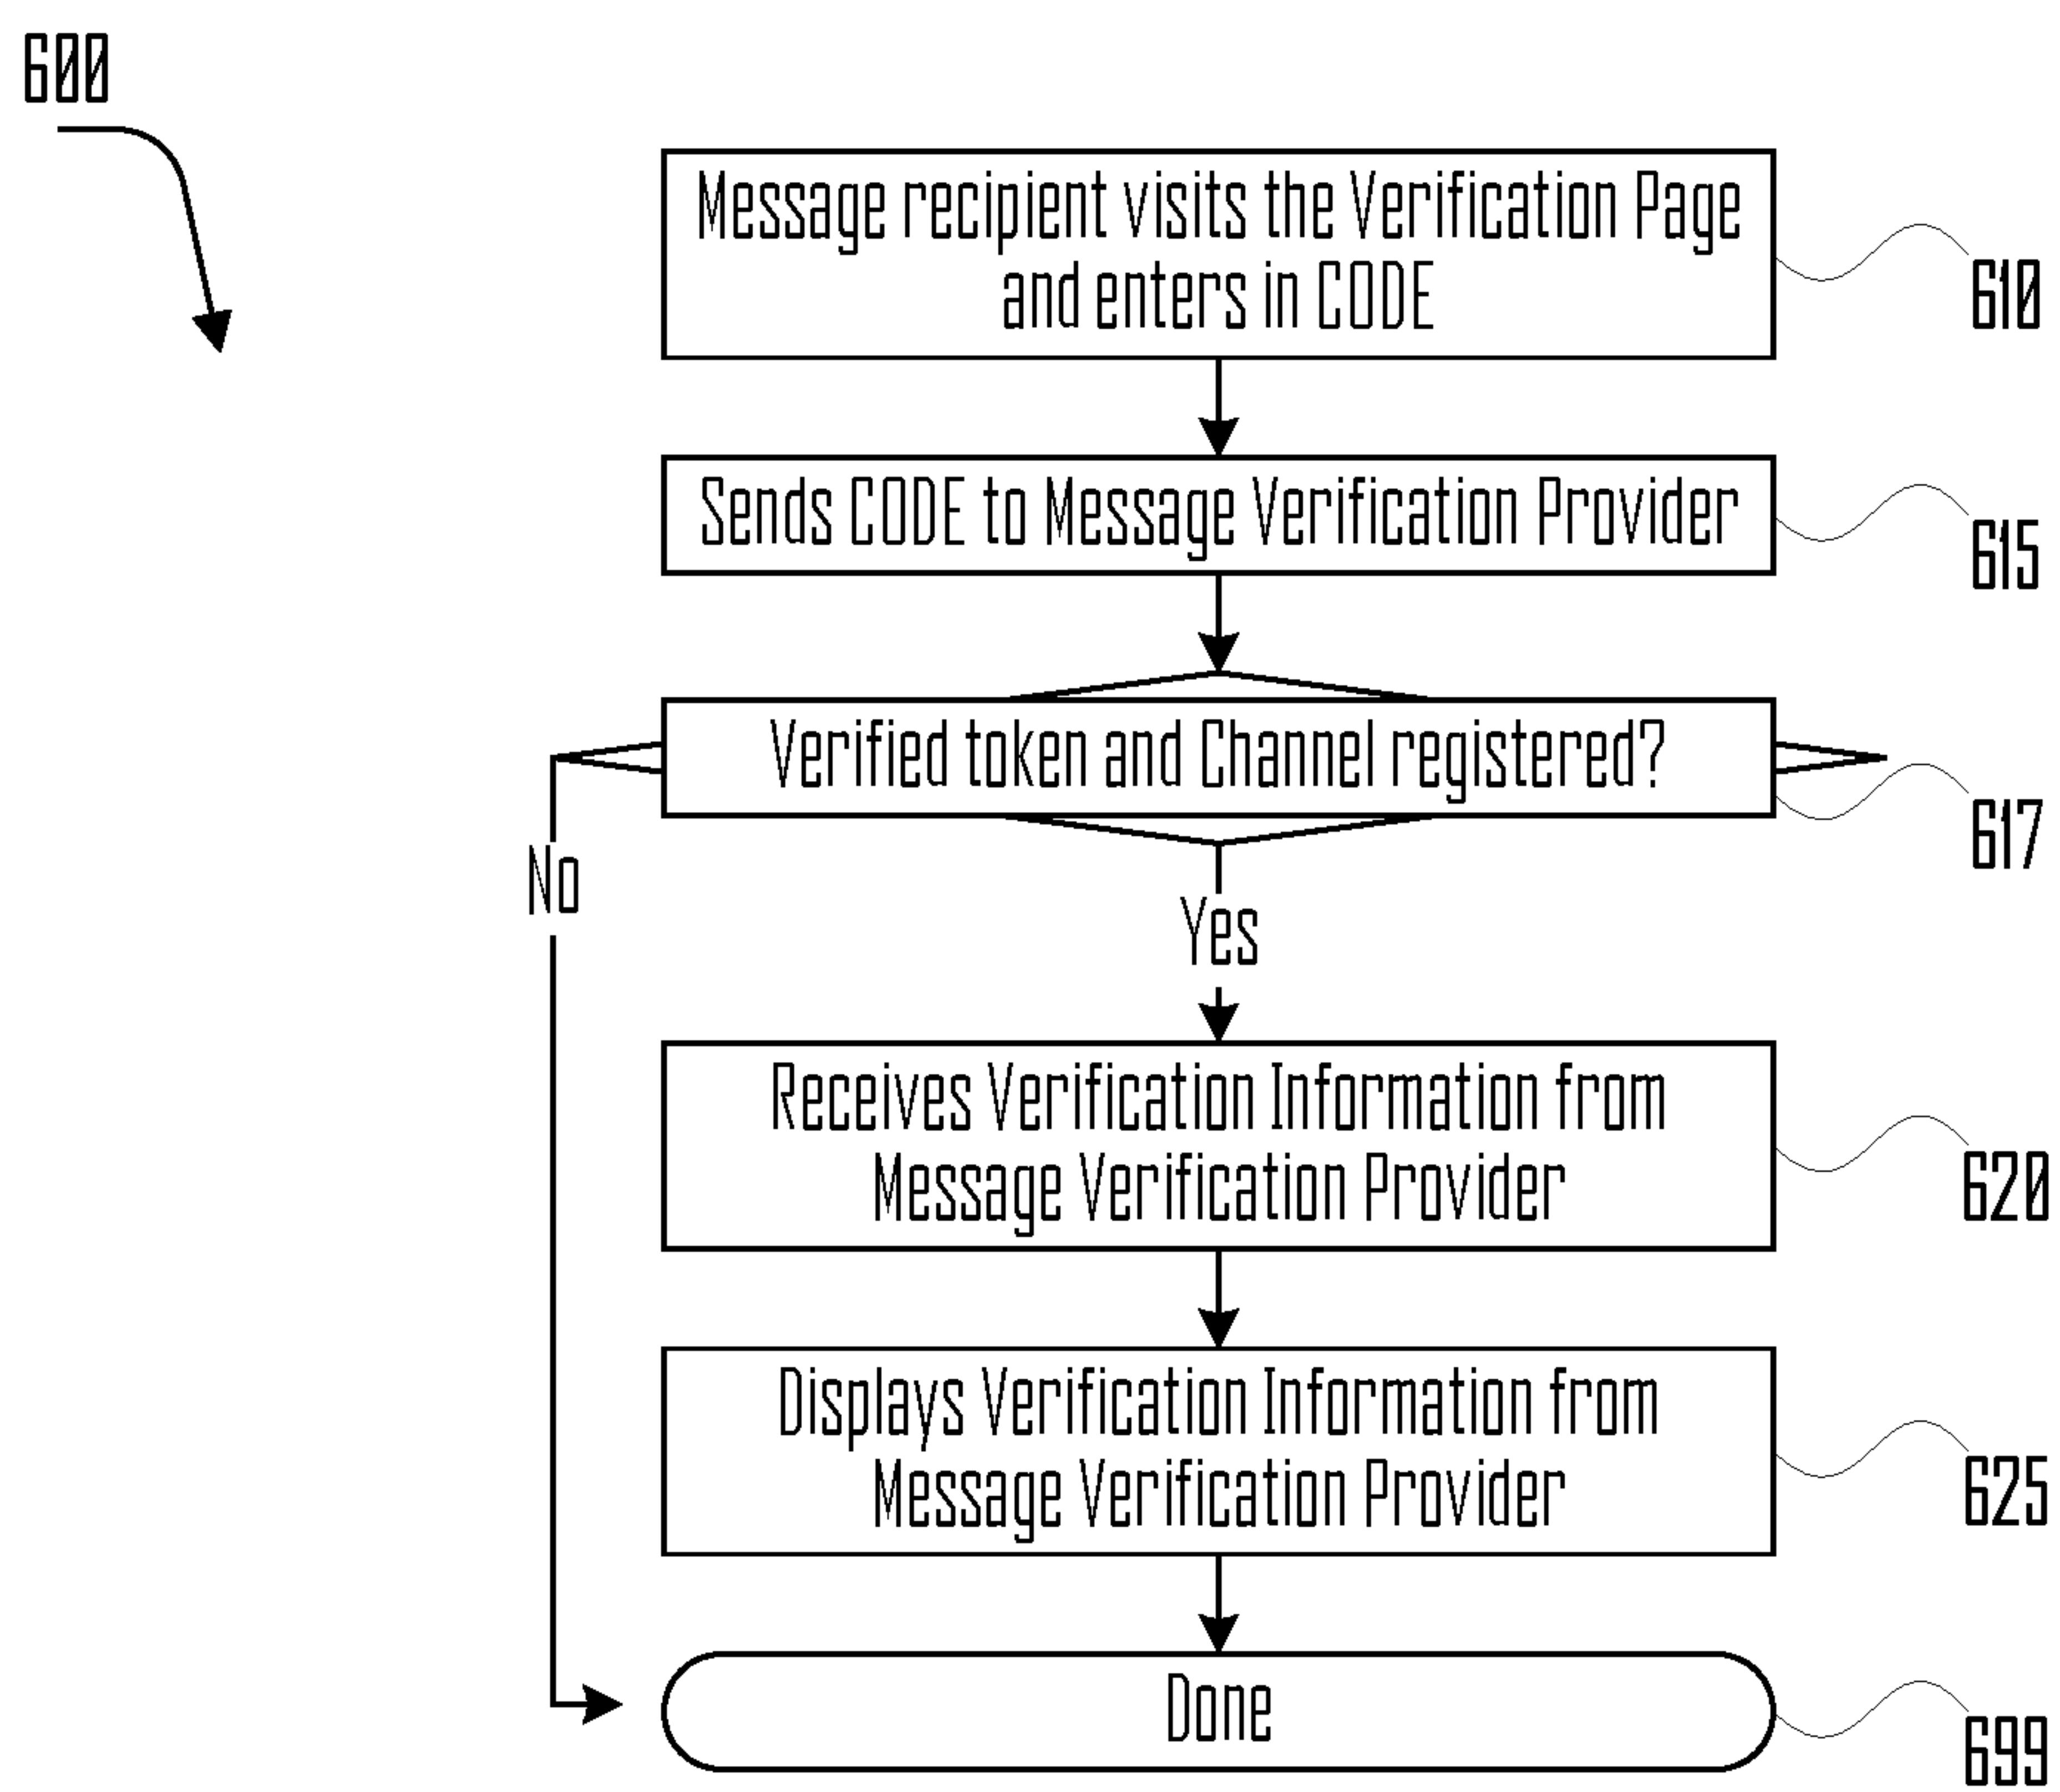 600
Message recipient visits the Verification Page
and enters in CODE
610
Sends CODE to Message Verification Provider
615
Verified token and Channel registered?
617
No
Yes
Receives Verification Information from
Message Verification Provider
620
Displays Verification Information from
Message Verification Provider
625
Done
699